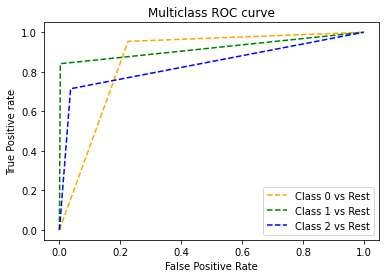 Multiclass ROC curve
True Positive rate
1.0
0.8
0.6
0.4
0.2
0.0
Class 0 vs Rest
Class 1 vs Rest
Class 2 vs Rest
0.0 0.2 0.4 0.6 0.8 1.0
False Positive Rate